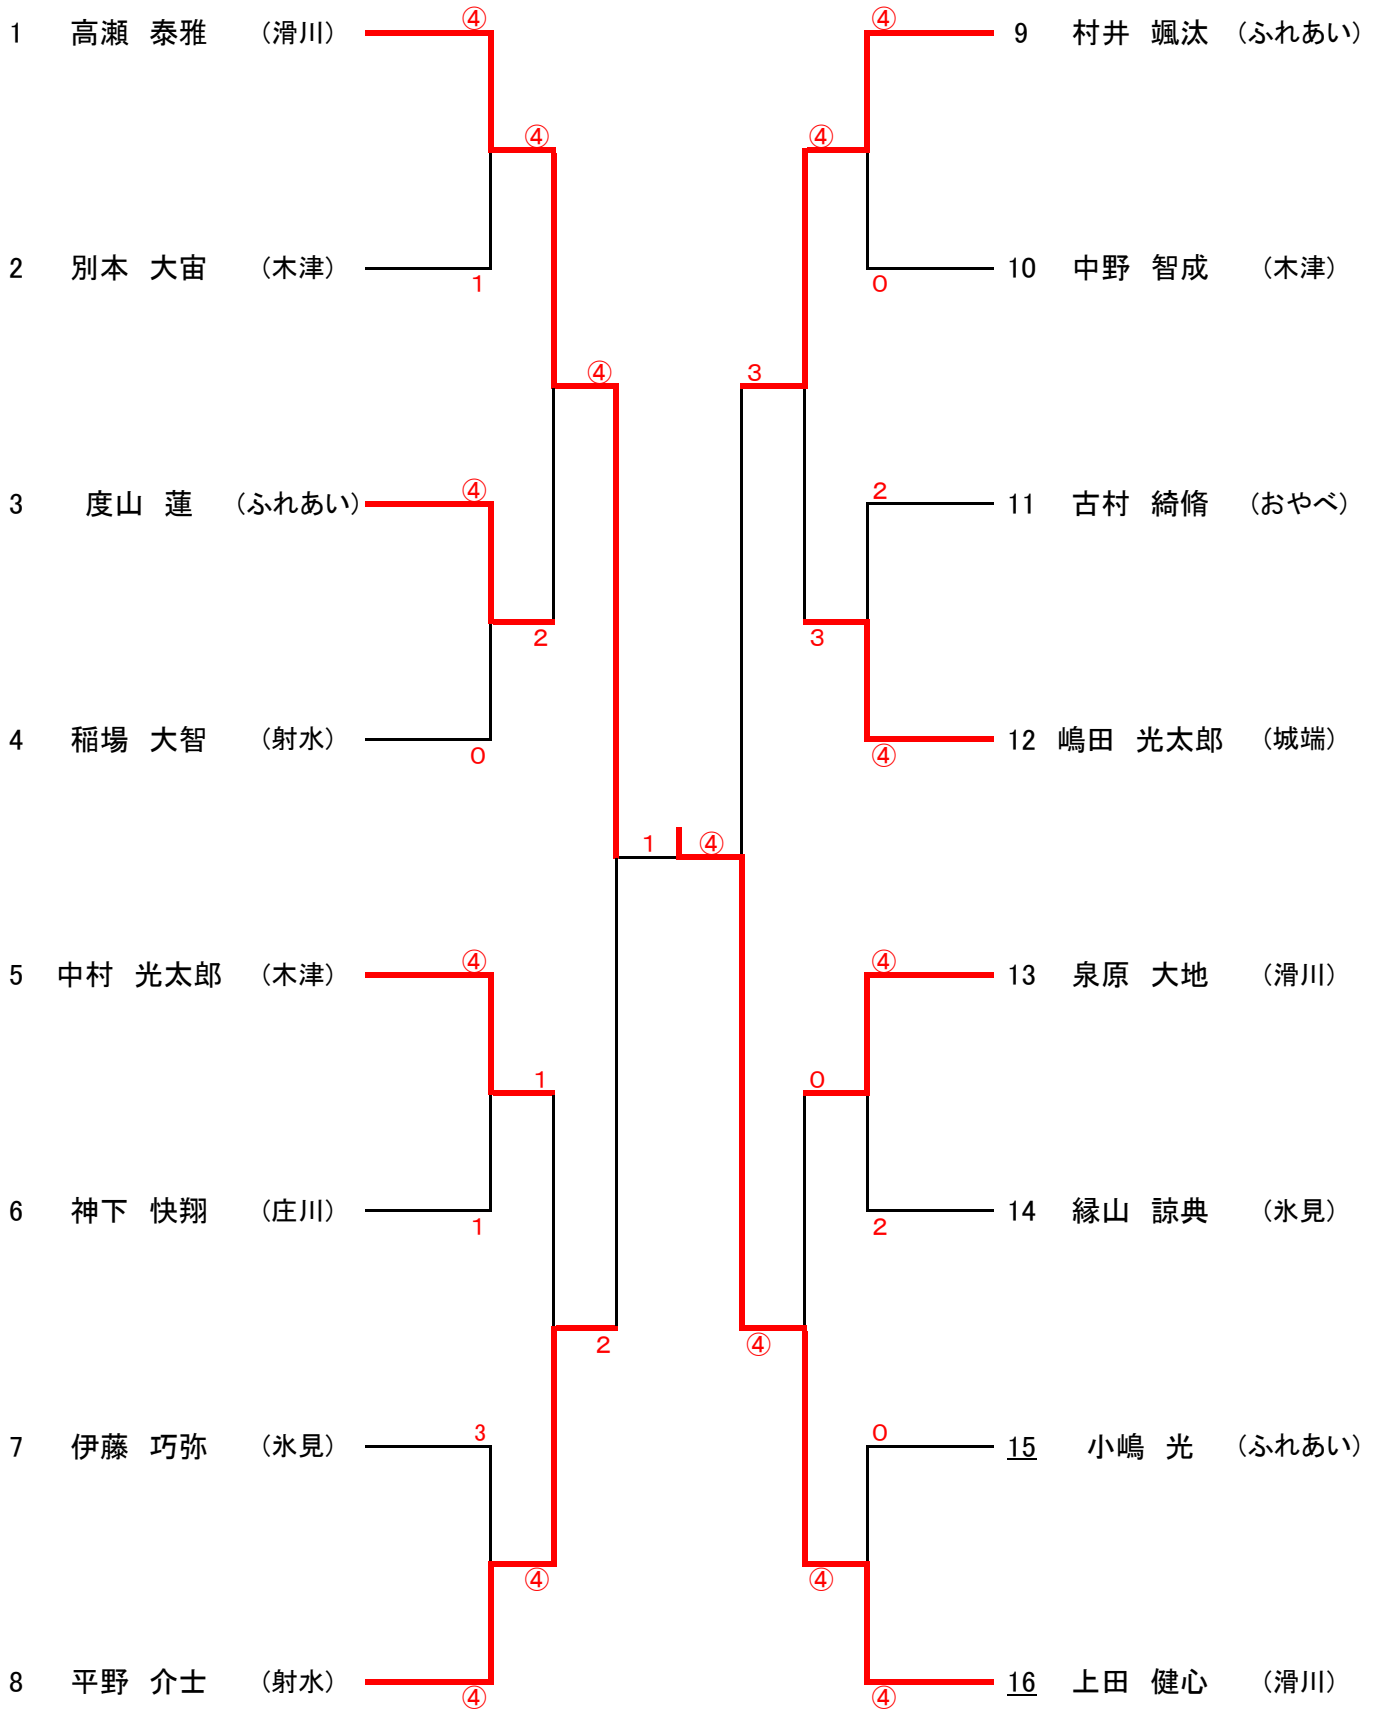 1 高瀬 泰雅 (滑川) ④
④ 9 村井 颯汰 (ふれあい)
④
④
2 別本 大宙 (木津) 1
0 10 中野 智成 (木津)
④
3
3 度山 蓮 (ふれあい) ④
2 11 古村 綺脩 (おやべ)
2
3
4 稲場 大智 (射水) 0
④ 12 嶋田 光太郎 (城端)
1 ④
5 中村 光太郎 (木津) ④
④ 13 泉原 大地 (滑川)
1
0
6 神下 快翔 (庄川) 1
2 14 縁山 諒典 (氷見)
2
④
7 伊藤 巧弥 (氷見) 3
0 15 小嶋 光 (ふれあい)
④
④
8 平野 介士 (射水) ④
④ 16 上田 健心 (滑川)